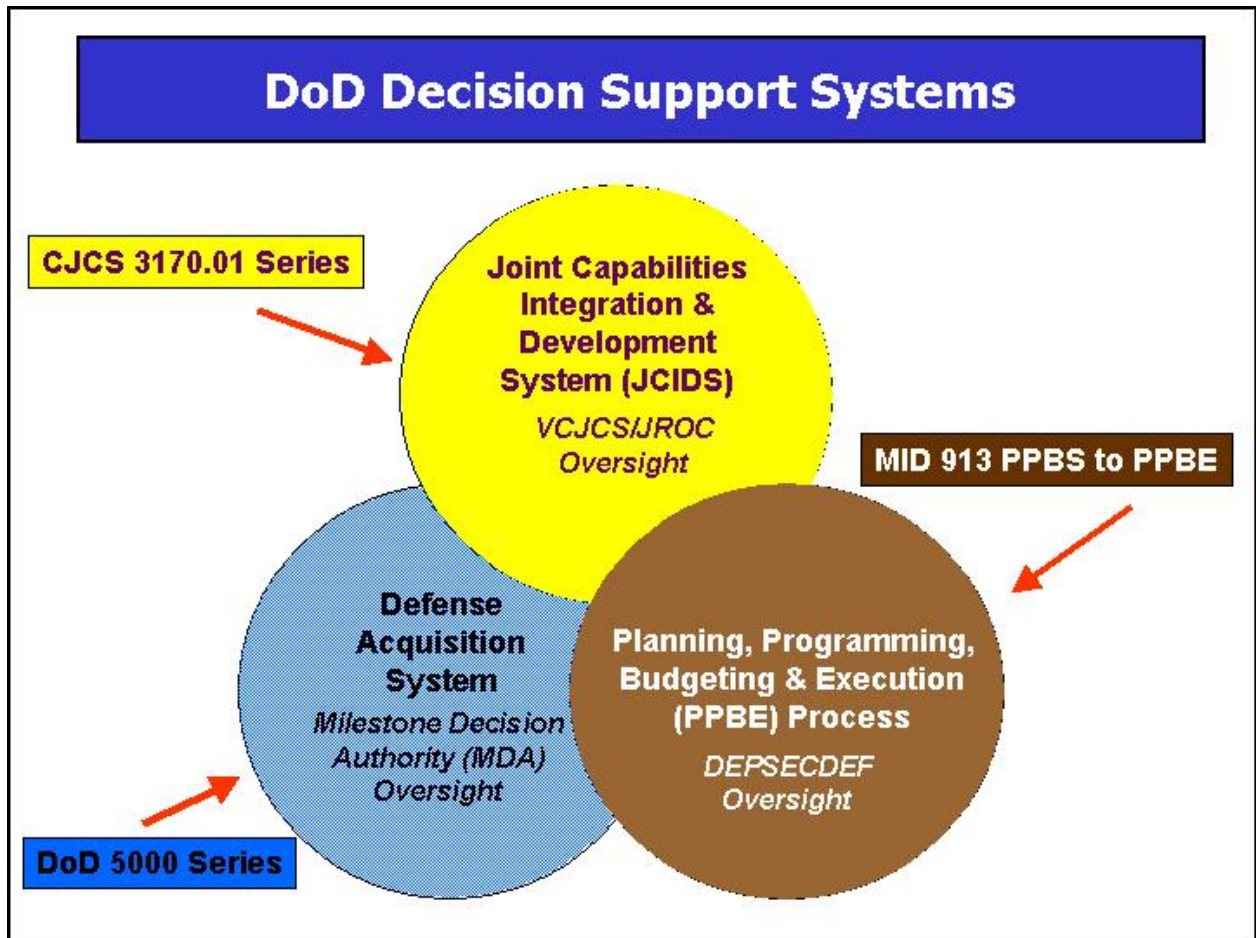 DoD Decision Support Systems
CJCS 3170.01 Series
Joint Capabilities
Integration &
Development
System (JCIDS)
VCJCS/JROC
Oversight
MID 913 PPBS to PPBE
Defense
Acquisition
System
Milestone Decision
Authority (MDA)
Oversight
Planning, Programming,
Budgeting & Execution
(PPBE) Process
DEPSECDEF
Oversight
DoD 5000 Series